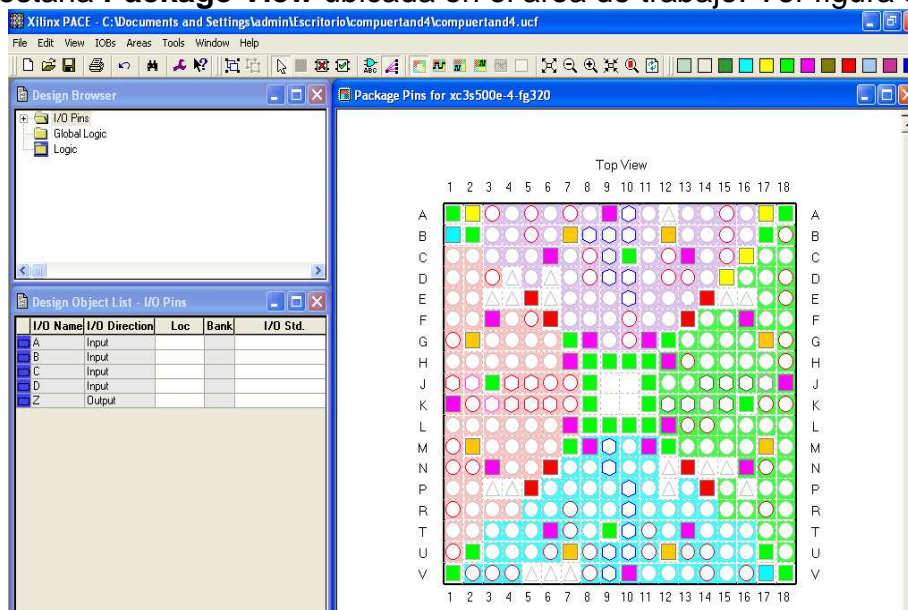 Package View ubicada en el área de trabajo. Ver figura
Xilinx PACE - C:\Documents and Settings\admin\Escritorio\compuertand4\compuertand4.ucf
File Edit View IOBs Areas Tools Window Help
Design Browser
I/O Pins
Global Logic
Logic
Design Object List - I/O Pins
I/O Name I/O Direction Loc Bank I/O Std.
A Input
B Input
C Input
D Input
Z Output
Package Pins for xc3s500e-4-fg320
Top View
1 2 3 4 5 6 7 8 9 10 11 12 13 14 15 16 17 18
A A
B B
C C
D D
E E
F F
G G
H H
J J
K K
L L
M M
N N
P P
R R
T T
U U
V V
1 2 3 4 5 6 7 8 9 10 11 12 13 14 15 16 17 18